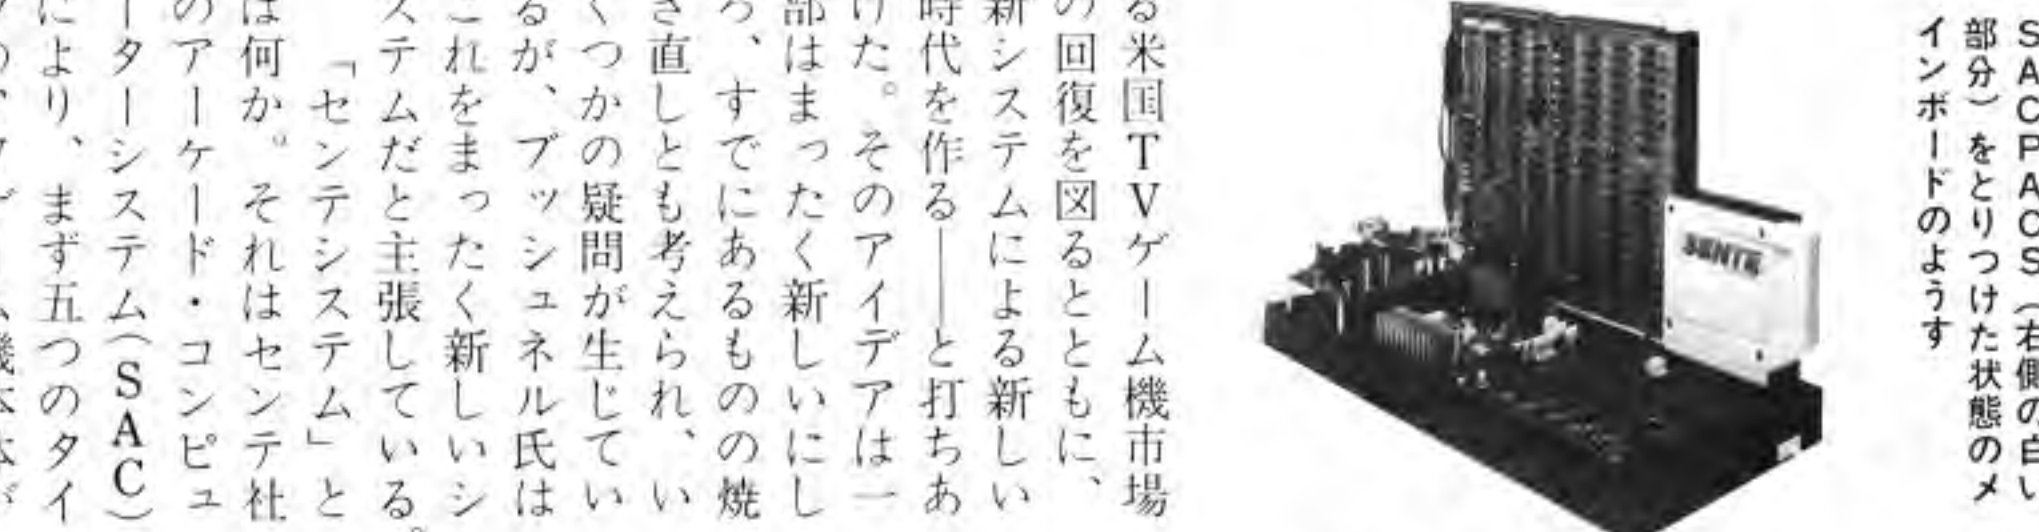 SACPACS（右側の白い
部分）をとりつけた状態のメ
インボードのようす
SENTE
る米国TVゲーム機市場
の回復を図るとともに、
新システムによる新しい
時代を作る――と打ちあ
けた。そのアイデアは一
部はまったく新しいにし
ろ、すでにあるものの焼
き直しとも考えられ、い
くつかの疑問が生じてい
るが、ブッシュネル氏は
これをまったく新しいシ
ステムだと主張している。
「センテシステム」と
は何か。それはセンテ社
のアーケード・コンピュ
ーターシステム（SAC）
により、まず五つのタイ